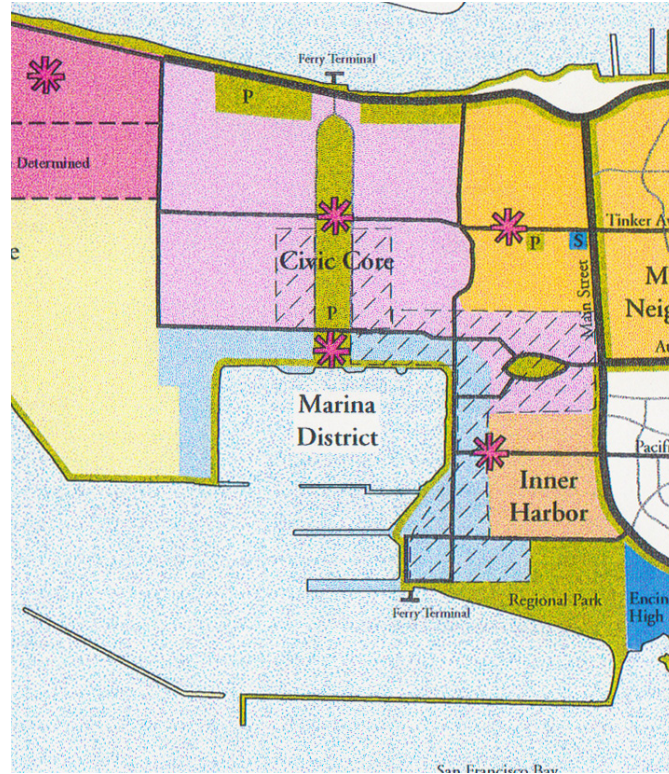 Ferry Terminal
P
Determined
Tinker
P
S
e
Civic Core
Main Street
M
Neig
P
Marina
District
Pacifi
Inner
Harbor
Regional Park
Ferry Terminal
Encin
High
San Francisco Bay